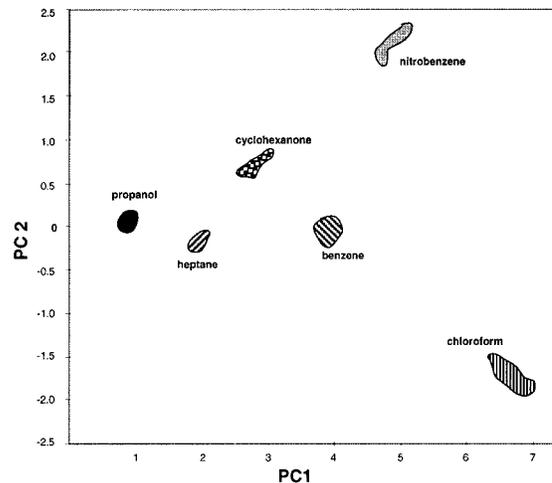 2.5
2.0
nitrobenzene
1.5
cyclohexanone
1.0
0.5
propanol
PC 2
0
heptane
benzene
-0.5
-1.0
chloroform
-1.5
-2.0
-2.5
1 2 3 4 5 6 7
PC1